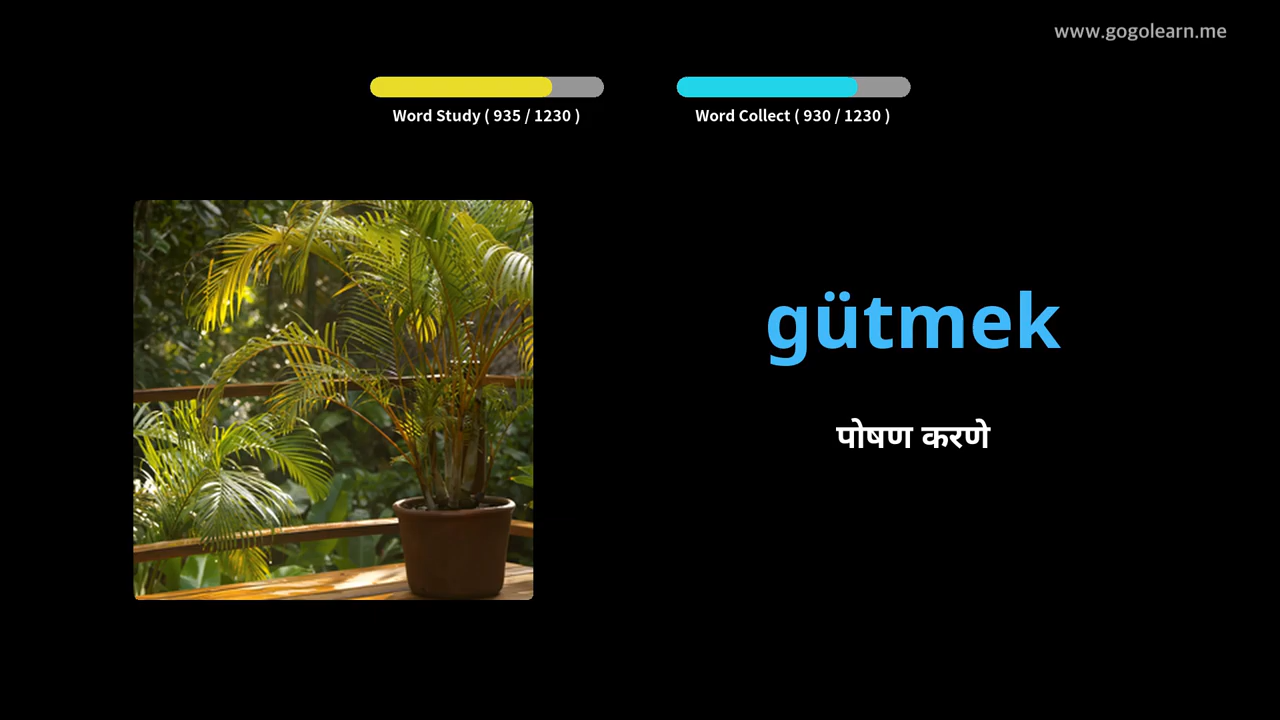 www.gogolearn.me
Word Study ( 935 / 1230 )
Word Collect ( 930 / 1230 )
gütmek
पोषण करणे